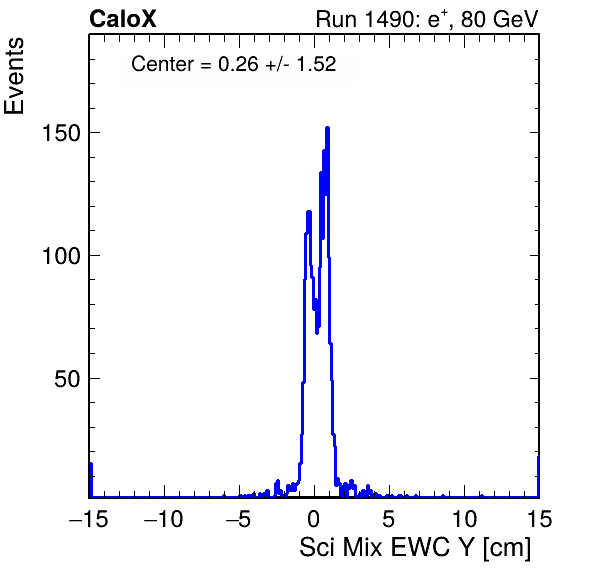 CaloX Run 1490: e⁺, 80 GeV
Center = 0.26 +/- 1.52
Events
150
100
50
−15 −10 −5 0 5 10 15
Sci Mix EWC Y [cm]